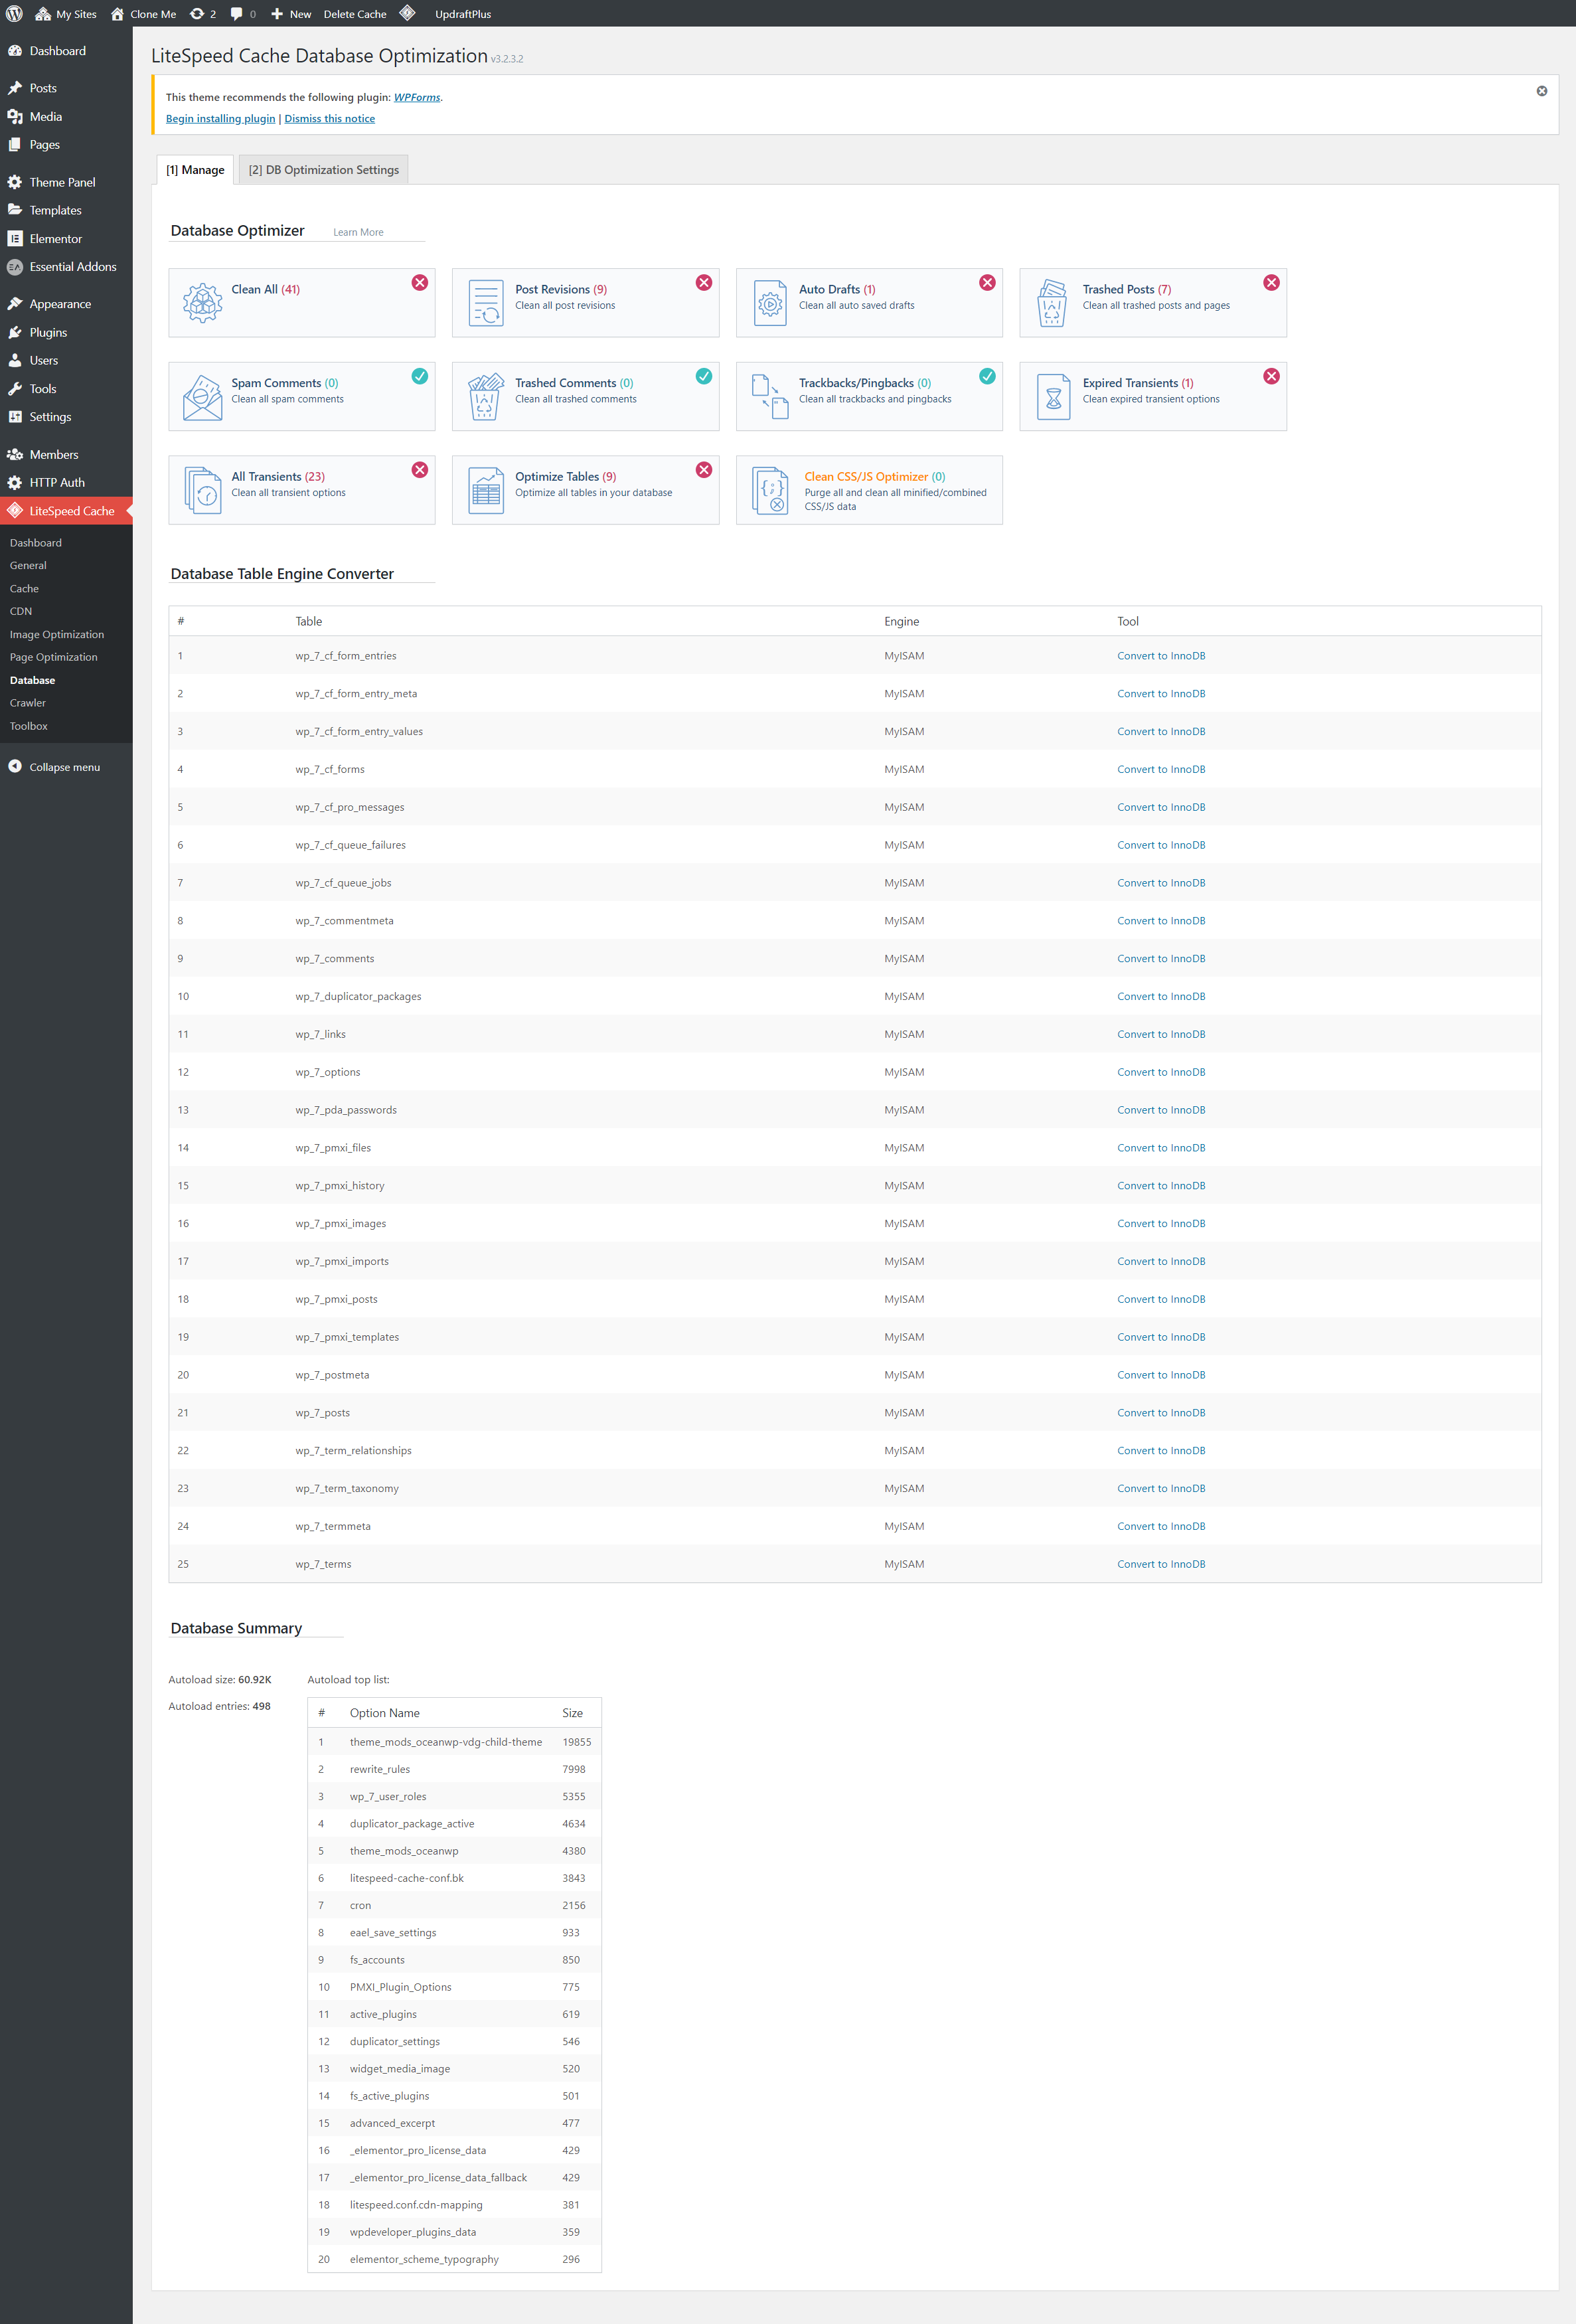 My Sites Clone Me 2 0 New Delete Cache UpdraftPlus
Dashboard
Posts
Media
Pages
Theme Panel
Templates
Elementor
Essential Addons
Appearance
Plugins
Users
Tools
Settings
Members
HTTP Auth
LiteSpeed Cache
Dashboard
General
Cache
CDN
Image Optimization
Page Optimization
Database
Crawler
Toolbox
Collapse menu
LiteSpeed Cache Database Optimization v3.2.3.2
This theme recommends the following plugin: WPForms.
Begin installing plugin | Dismiss this notice
[1] Manage [2] DB Optimization Settings
Database Optimizer Learn More
Clean All (41)
Post Revisions (9)
Clean all post revisions
Auto Drafts (1)
Clean all auto saved drafts
Trashed Posts (7)
Clean all trashed posts and pages
Spam Comments (0)
Clean all spam comments
Trashed Comments (0)
Clean all trashed comments
Trackbacks/Pingbacks (0)
Clean all trackbacks and pingbacks
Expired Transients (1)
Clean expired transient options
All Transients (23)
Clean all transient options
Optimize Tables (9)
Optimize all tables in your database
Clean CSS/JS Optimizer (0)
Purge all and clean all minified/combined
CSS/JS data
Database Table Engine Converter
# Table Engine Tool
1 wp_7_cf_form_entries MyISAM Convert to InnoDB
2 wp_7_cf_form_entry_meta MyISAM Convert to InnoDB
3 wp_7_cf_form_entry_values MyISAM Convert to InnoDB
4 wp_7_cf_forms MyISAM Convert to InnoDB
5 wp_7_cf_pro_messages MyISAM Convert to InnoDB
6 wp_7_cf_queue_failures MyISAM Convert to InnoDB
7 wp_7_cf_queue_jobs MyISAM Convert to InnoDB
8 wp_7_commentmeta MyISAM Convert to InnoDB
9 wp_7_comments MyISAM Convert to InnoDB
10 wp_7_duplicator_packages MyISAM Convert to InnoDB
11 wp_7_links MyISAM Convert to InnoDB
12 wp_7_options MyISAM Convert to InnoDB
13 wp_7_pda_passwords MyISAM Convert to InnoDB
14 wp_7_pmxi_files MyISAM Convert to InnoDB
15 wp_7_pmxi_history MyISAM Convert to InnoDB
16 wp_7_pmxi_images MyISAM Convert to InnoDB
17 wp_7_pmxi_imports MyISAM Convert to InnoDB
18 wp_7_pmxi_posts MyISAM Convert to InnoDB
19 wp_7_pmxi_templates MyISAM Convert to InnoDB
20 wp_7_postmeta MyISAM Convert to InnoDB
21 wp_7_posts MyISAM Convert to InnoDB
22 wp_7_term_relationships MyISAM Convert to InnoDB
23 wp_7_term_taxonomy MyISAM Convert to InnoDB
24 wp_7_termmeta MyISAM Convert to InnoDB
25 wp_7_terms MyISAM Convert to InnoDB
Database Summary
Autoload size: 60.92K
Autoload entries: 498
Autoload top list:
# Option Name Size
1 theme_mods_oceanwp-vdg-child-theme 19855
2 rewrite_rules 7998
3 wp_7_user_roles 5355
4 duplicator_package_active 4634
5 theme_mods_oceanwp 4380
6 litespeed-cache-conf.bk 3843
7 cron 2156
8 eael_save_settings 933
9 fs_accounts 850
10 PMXI_Plugin_Options 775
11 active_plugins 619
12 duplicator_settings 546
13 widget_media_image 520
14 fs_active_plugins 501
15 advanced_excerpt 477
16 _elementor_pro_license_data 429
17 _elementor_pro_license_data_fallback 429
18 litespeed.conf.cdn-mapping 381
19 wpdeveloper_plugins_data 359
20 elementor_scheme_typography 296